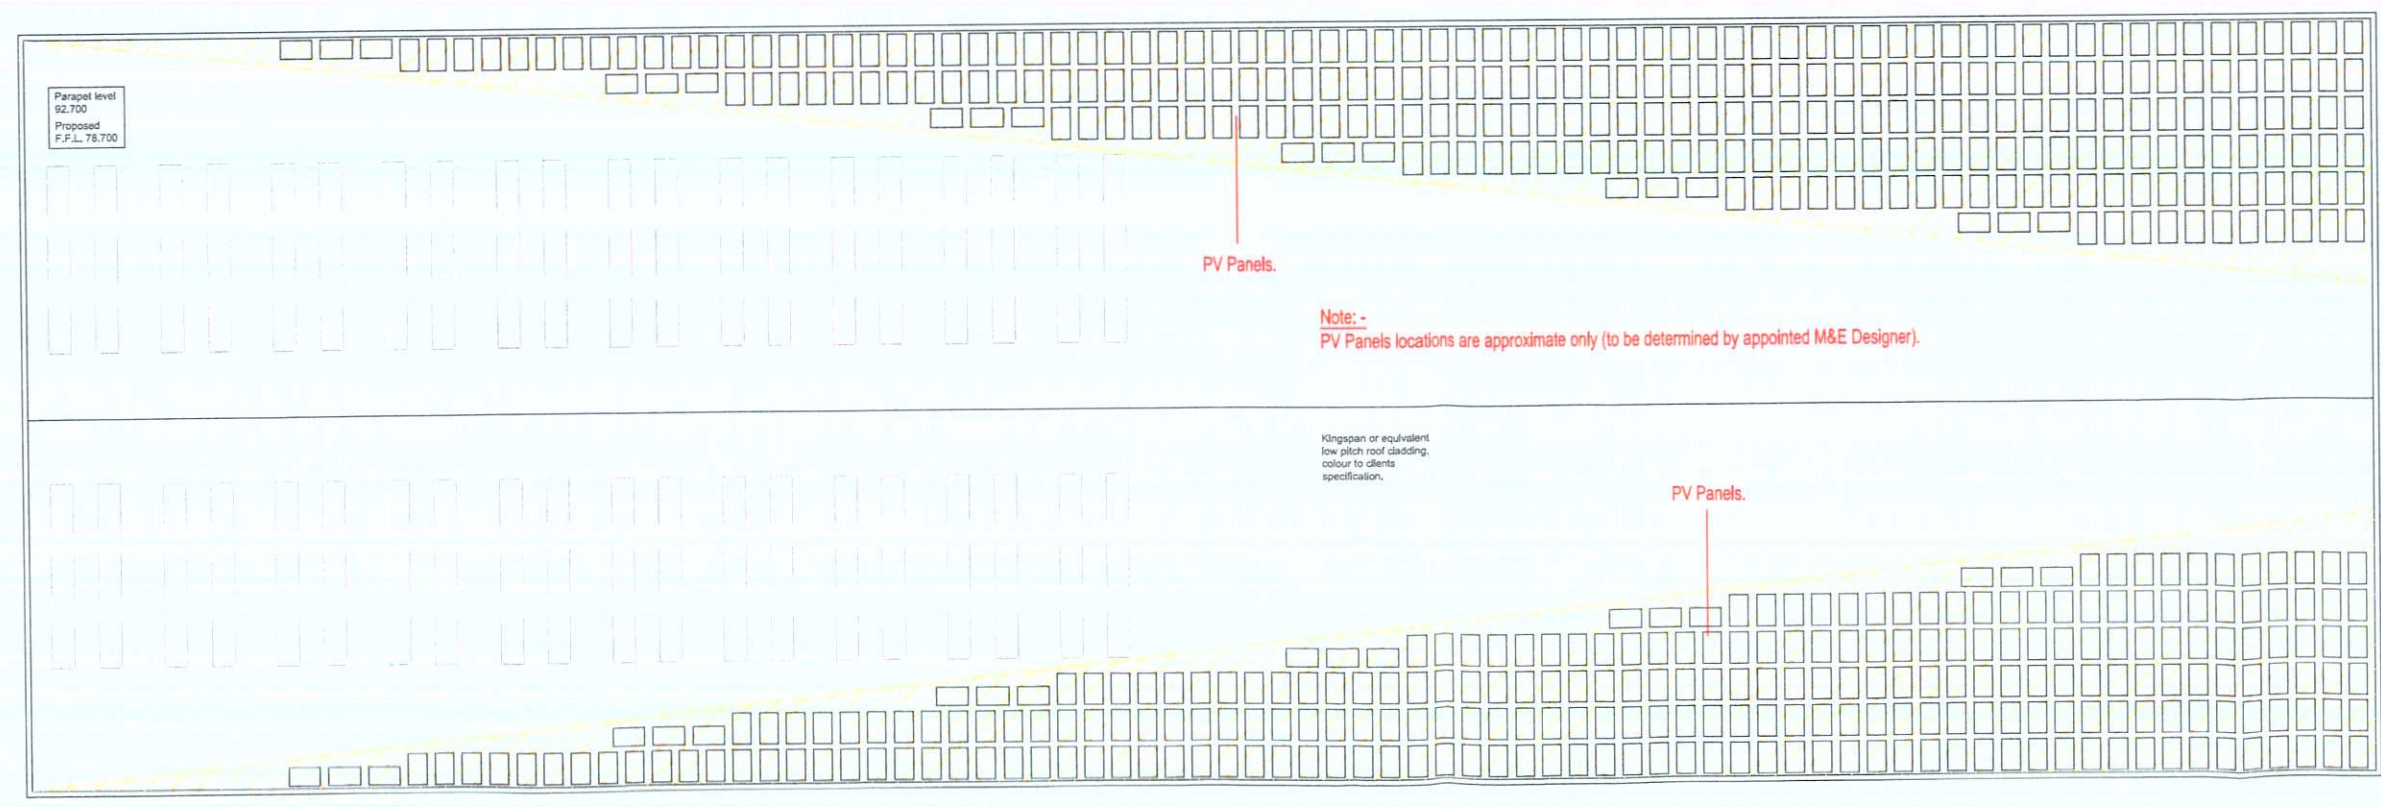 Parapet level
92.700
Proposed
F.F.L. 78.700
PV Panels.
Note: -
PV Panels locations are approximate only (to be determined by appointed M&E Designer).
Kingspan or equivalent
low pitch roof cladding,
colour to clients
specification.
PV Panels.